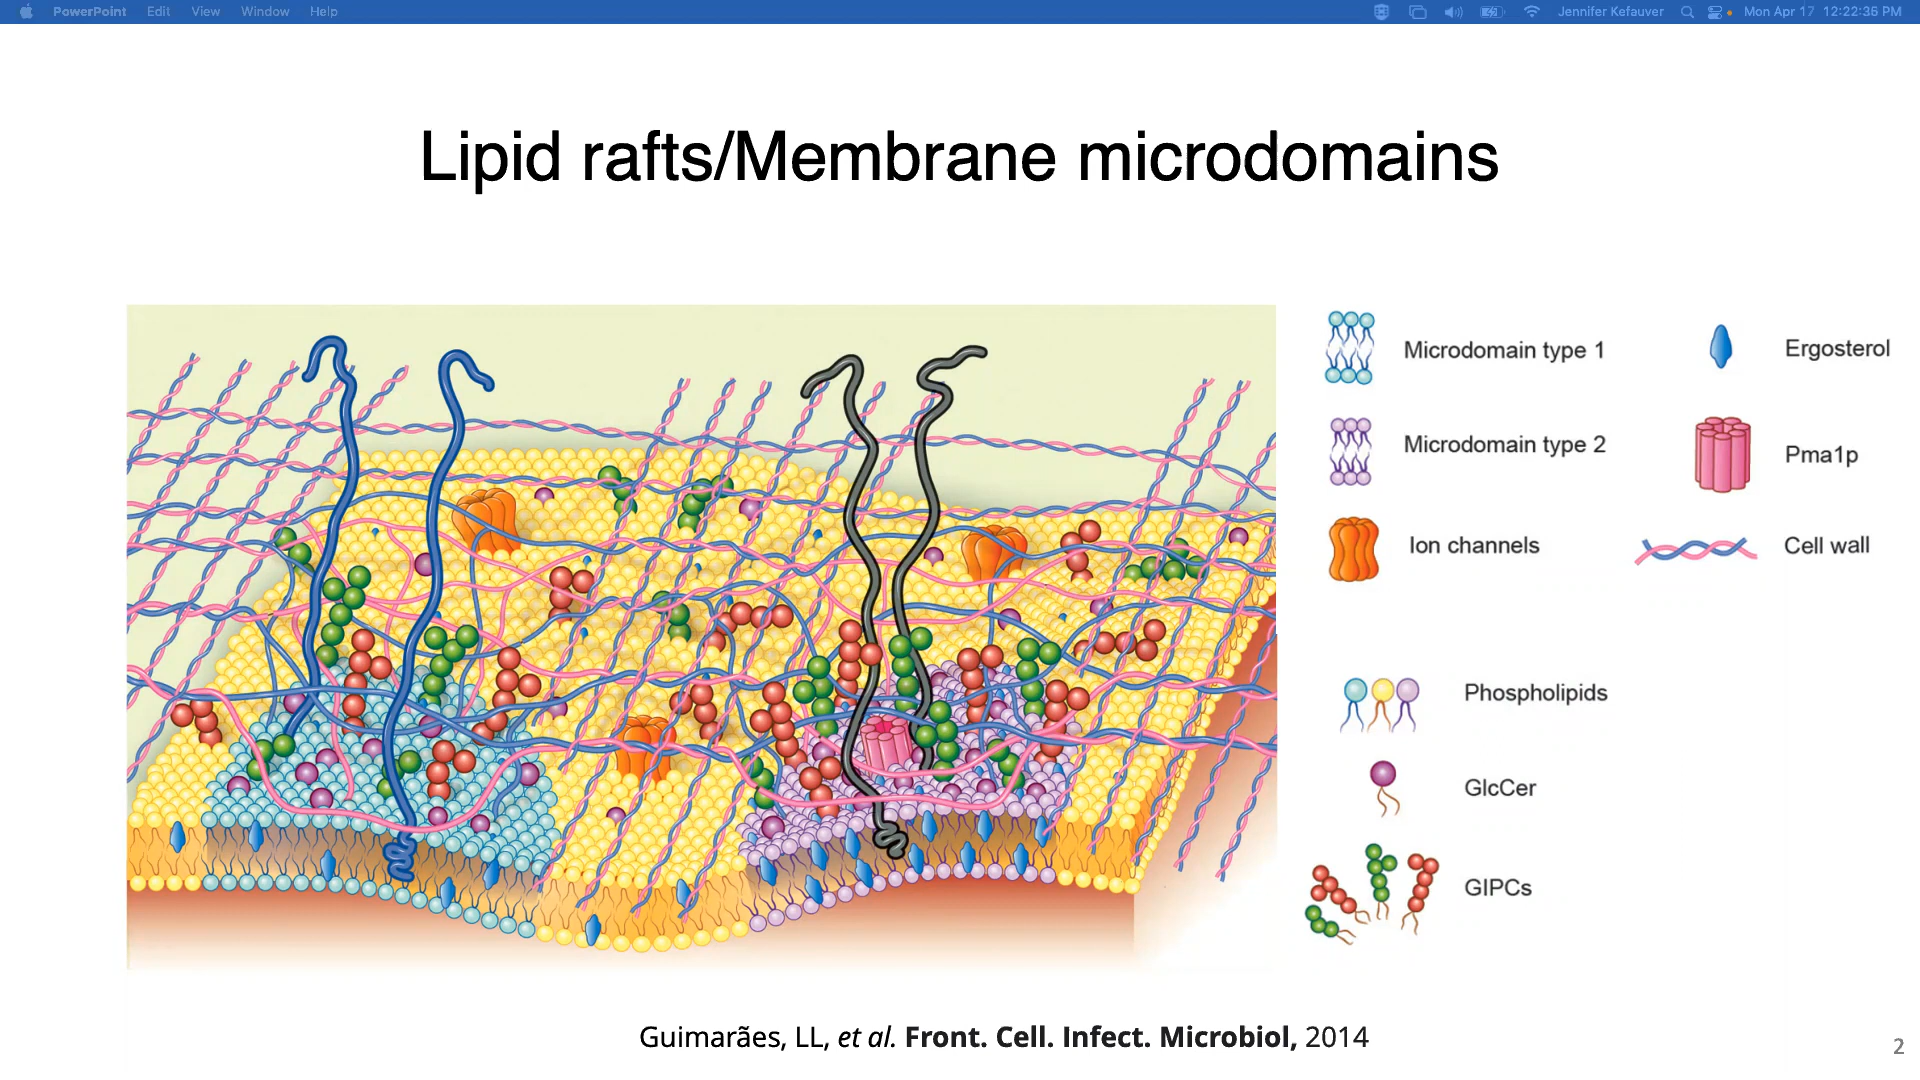 PowerPoint Edit View Window Help Jennifer Kefauver Mon Apr 17 12:22:36 PM
Lipid rafts/Membrane microdomains
Microdomain type 1 Ergosterol
Microdomain type 2 Pma1p
Ion channels Cell wall
Phospholipids
GlcCer
GIPCs
Guimarães, LL, et al. Front. Cell. Infect. Microbiol, 2014
2